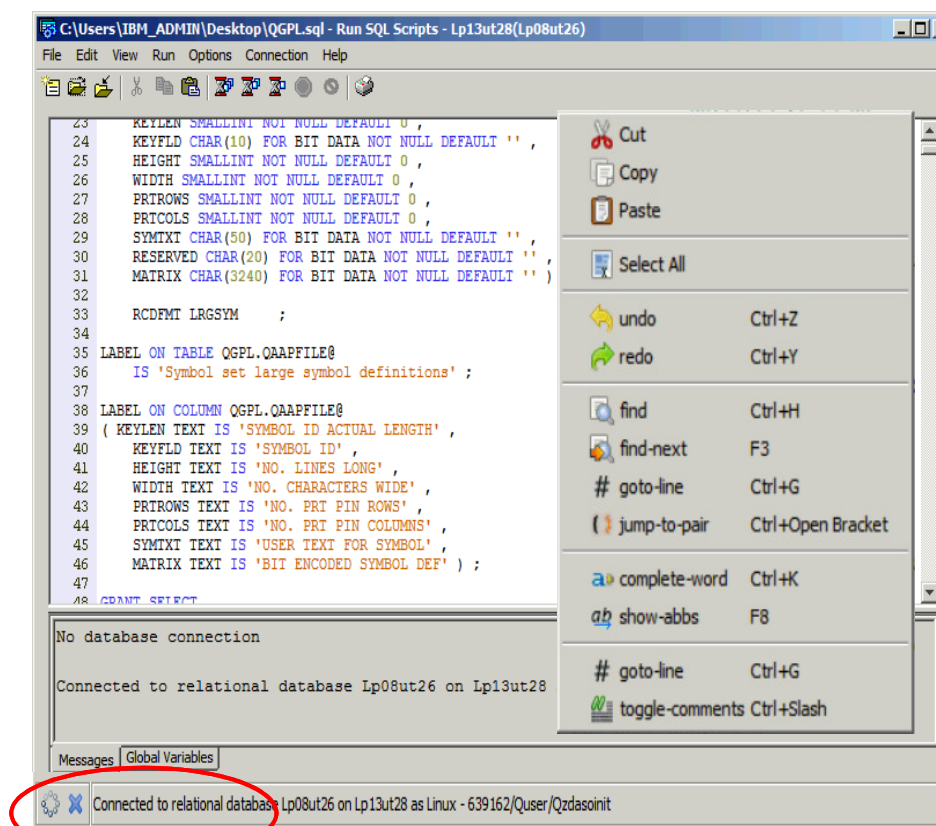 C:\Users\IBM_ADMIN\Desktop\QGPL.sql - Run SQL Scripts - Lp13ut28(Lp08ut26)
File Edit View Run Options Connection Help
23 KEYLEN SMALLINT NOT NULL DEFAULT 0 ,
24 KEYFLD CHAR(10) FOR BIT DATA NOT NULL DEFAULT '' ,
25 HEIGHT SMALLINT NOT NULL DEFAULT 0 ,
26 WIDTH SMALLINT NOT NULL DEFAULT 0 ,
27 PRTROWS SMALLINT NOT NULL DEFAULT 0 ,
28 PRTCOLS SMALLINT NOT NULL DEFAULT 0 ,
29 SYMTXT CHAR(50) FOR BIT DATA NOT NULL DEFAULT '' ,
30 RESERVED CHAR(20) FOR BIT DATA NOT NULL DEFAULT '' ,
31 MATRIX CHAR(3240) FOR BIT DATA NOT NULL DEFAULT '' )
32
33 RCDFMT LRGSYM ;
34
35 LABEL ON TABLE QGPL.QAAPFILE@
36 IS 'Symbol set large symbol definitions' ;
37
38 LABEL ON COLUMN QGPL.QAAPFILE@
39 ( KEYLEN TEXT IS 'SYMBOL ID ACTUAL LENGTH' ,
40 KEYFLD TEXT IS 'SYMBOL ID' ,
41 HEIGHT TEXT IS 'NO. LINES LONG' ,
42 WIDTH TEXT IS 'NO. CHARACTERS WIDE' ,
43 PRTROWS TEXT IS 'NO. PRT PIN ROWS' ,
44 PRTCOLS TEXT IS 'NO. PRT PIN COLUMNS' ,
45 SYMTXT TEXT IS 'USER TEXT FOR SYMBOL' ,
46 MATRIX TEXT IS 'BIT ENCODED SYMBOL DEF' ) ;
47
48 GRANT SELECT
Cut
Copy
Paste
Select All
undo Ctrl+Z
redo Ctrl+Y
find Ctrl+H
find-next F3
# goto-line Ctrl+G
jump-to-pair Ctrl+Open Bracket
complete-word Ctrl+K
show-abbs F8
# goto-line Ctrl+G
toggle-comments Ctrl+Slash
No database connection
Connected to relational database Lp08ut26 on Lp13ut28
Messages Global Variables
Connected to relational database Lp08ut26 on Lp13ut28 as Linux - 639162/Quser/Qzdasoinit